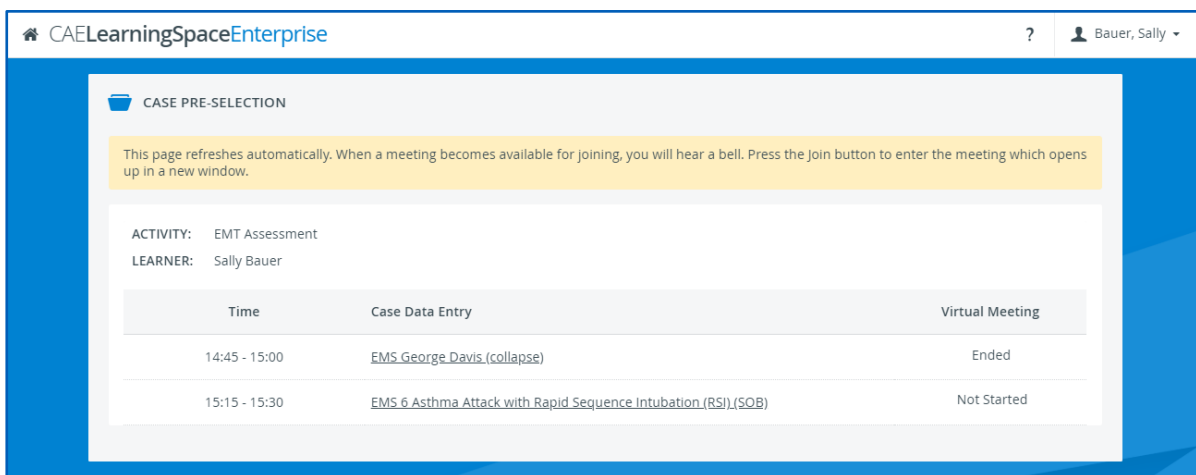 CAELearningSpaceEnterprise
? Bauer, Sally
CASE PRE-SELECTION
This page refreshes automatically. When a meeting becomes available for joining, you will hear a bell. Press the Join button to enter the meeting which opens
up in a new window.
ACTIVITY: EMT Assessment
LEARNER: Sally Bauer
Time Case Data Entry Virtual Meeting
14:45 - 15:00 EMS George Davis (collapse) Ended
15:15 - 15:30 EMS 6 Asthma Attack with Rapid Sequence Intubation (RSI) (SOB) Not Started